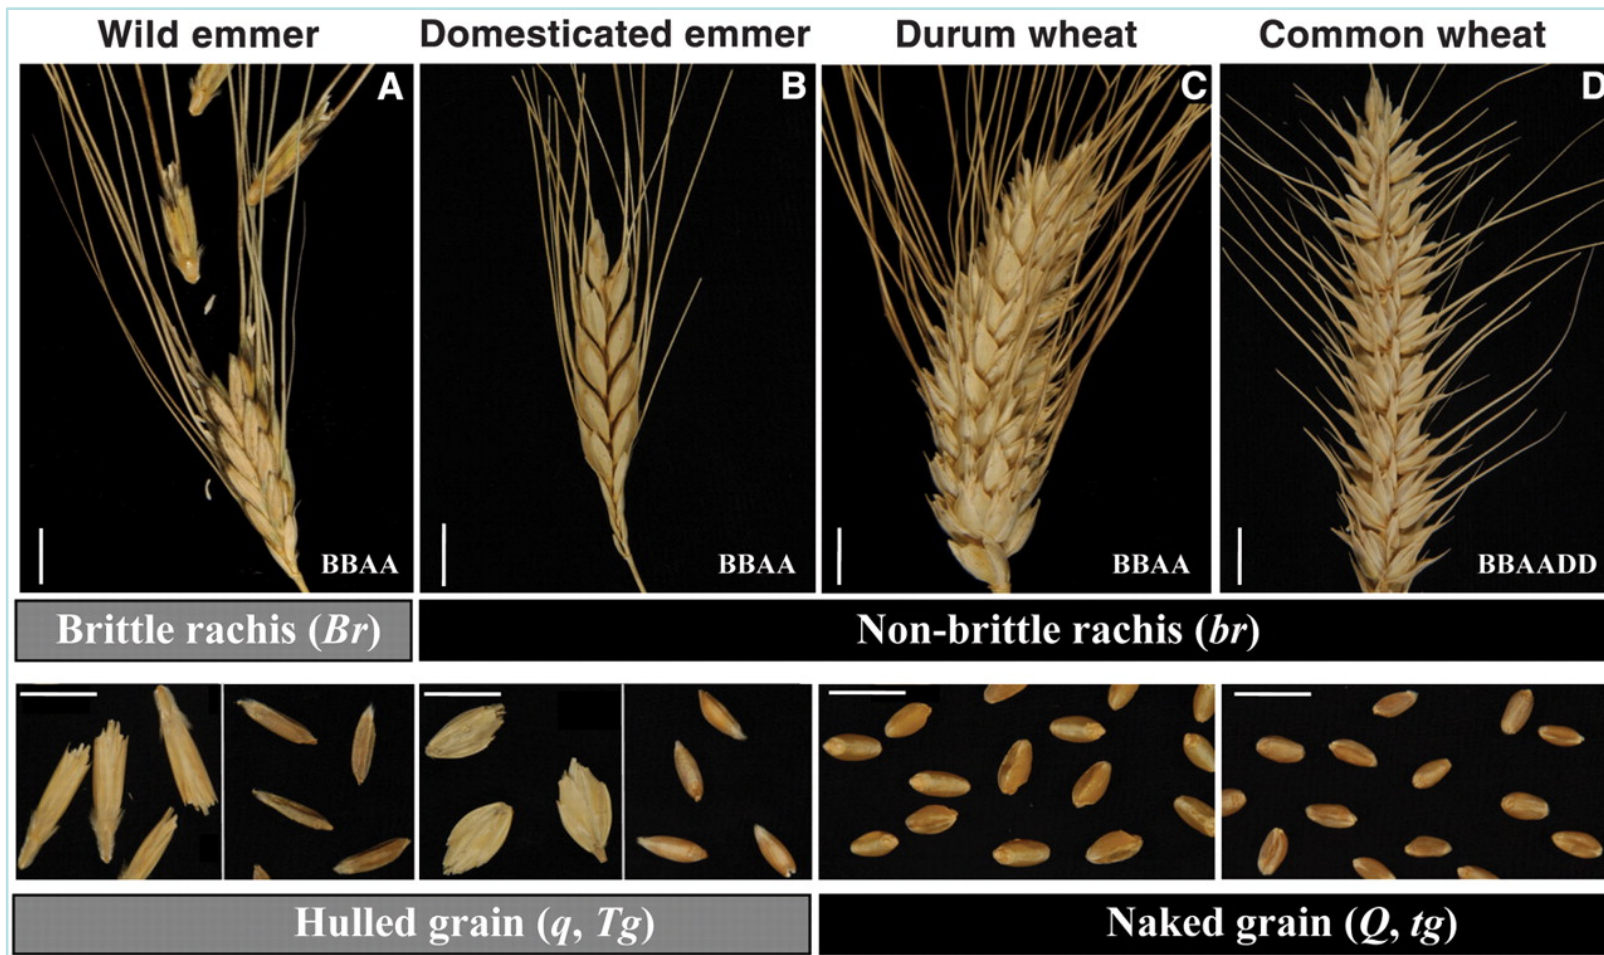 Wild emmer
Domesticated emmer
Durum wheat
Common wheat
A
B
C
D
BBAA
BBAA
BBAA
BBAADD
Brittle rachis (Br)
Non-brittle rachis (br)
Hulled grain (q, Tg)
Naked grain (Q, tg)